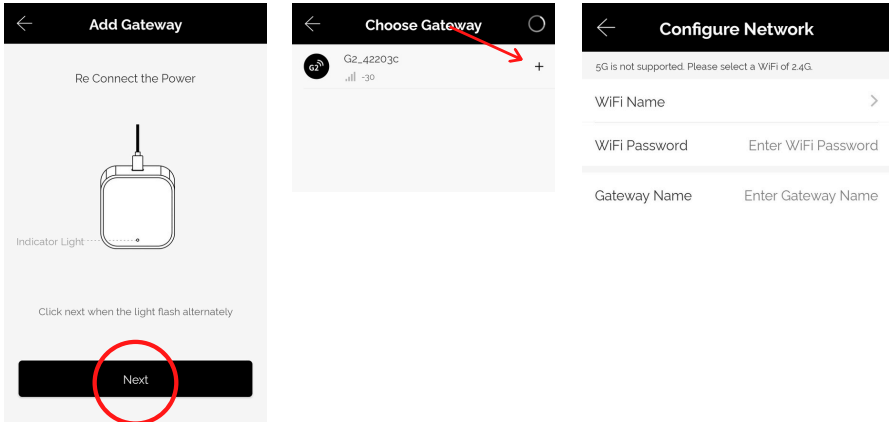 Add Gateway
Re Connect the Power
Indicator Light
Click next when the light flash alternately
Next
Choose Gateway
G2
G2_42203c
-30
+
Configure Network
5G is not supported. Please select a WiFi of 2.4G.
WiFi Name
WiFi Password Enter WiFi Password
Gateway Name Enter Gateway Name